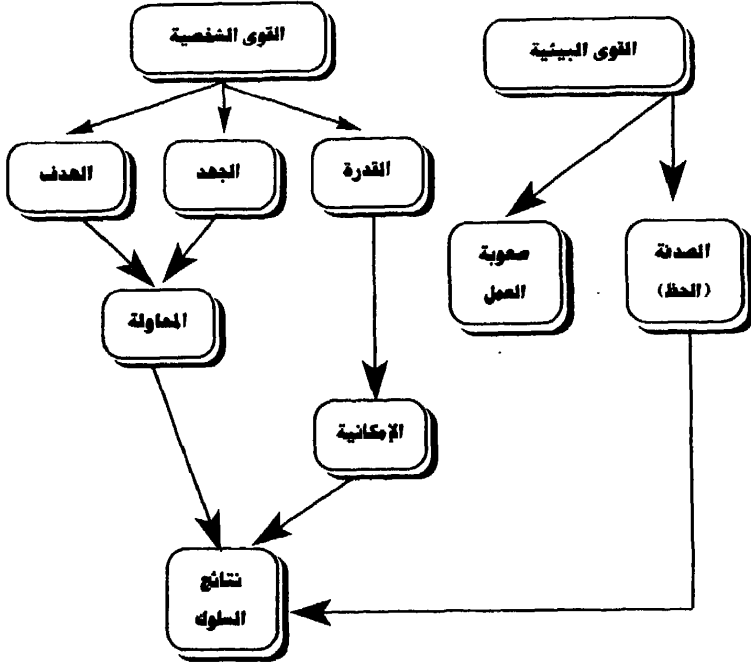 القوى الشخصية
القوى البيئية
الهدف
الجهد
القدرة
صعوبة
العمل
الصدفة
(الحظ)
المحاولة
الإمكانية
نتائج
السلوك